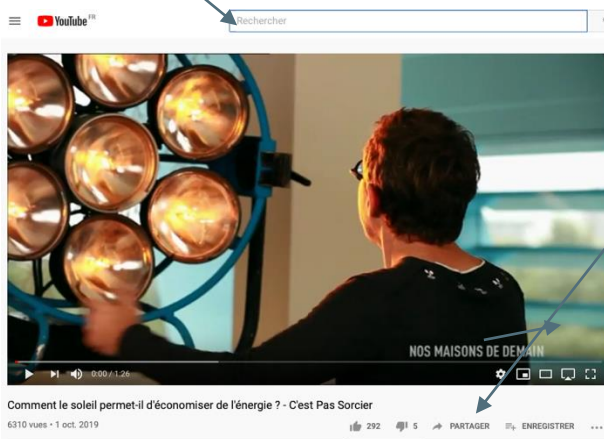 YouTube FR
Rechercher
NOS MAISONS DE DEMAIN
0:00 / 1:26
Comment le soleil permet-il d'économiser de l'énergie ? - C'est Pas Sorcier
6310 vues • 1 oct. 2019
292 5 PARTAGER ENREGISTRER